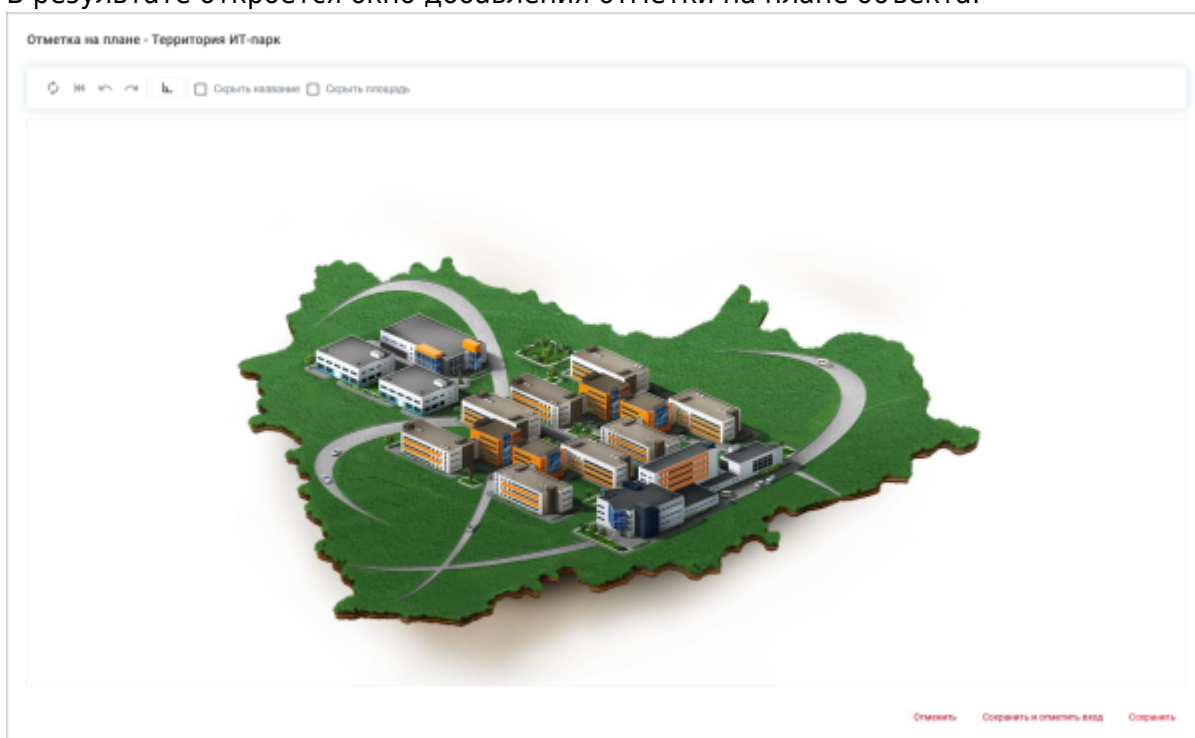 В результате откроется окно добавления отметки на плане объекта.
Отметка на плане - Территория ИТ-парк
Скрыть название Скрыть площадь
Отменить Сохранить и отметить вход Сохранить